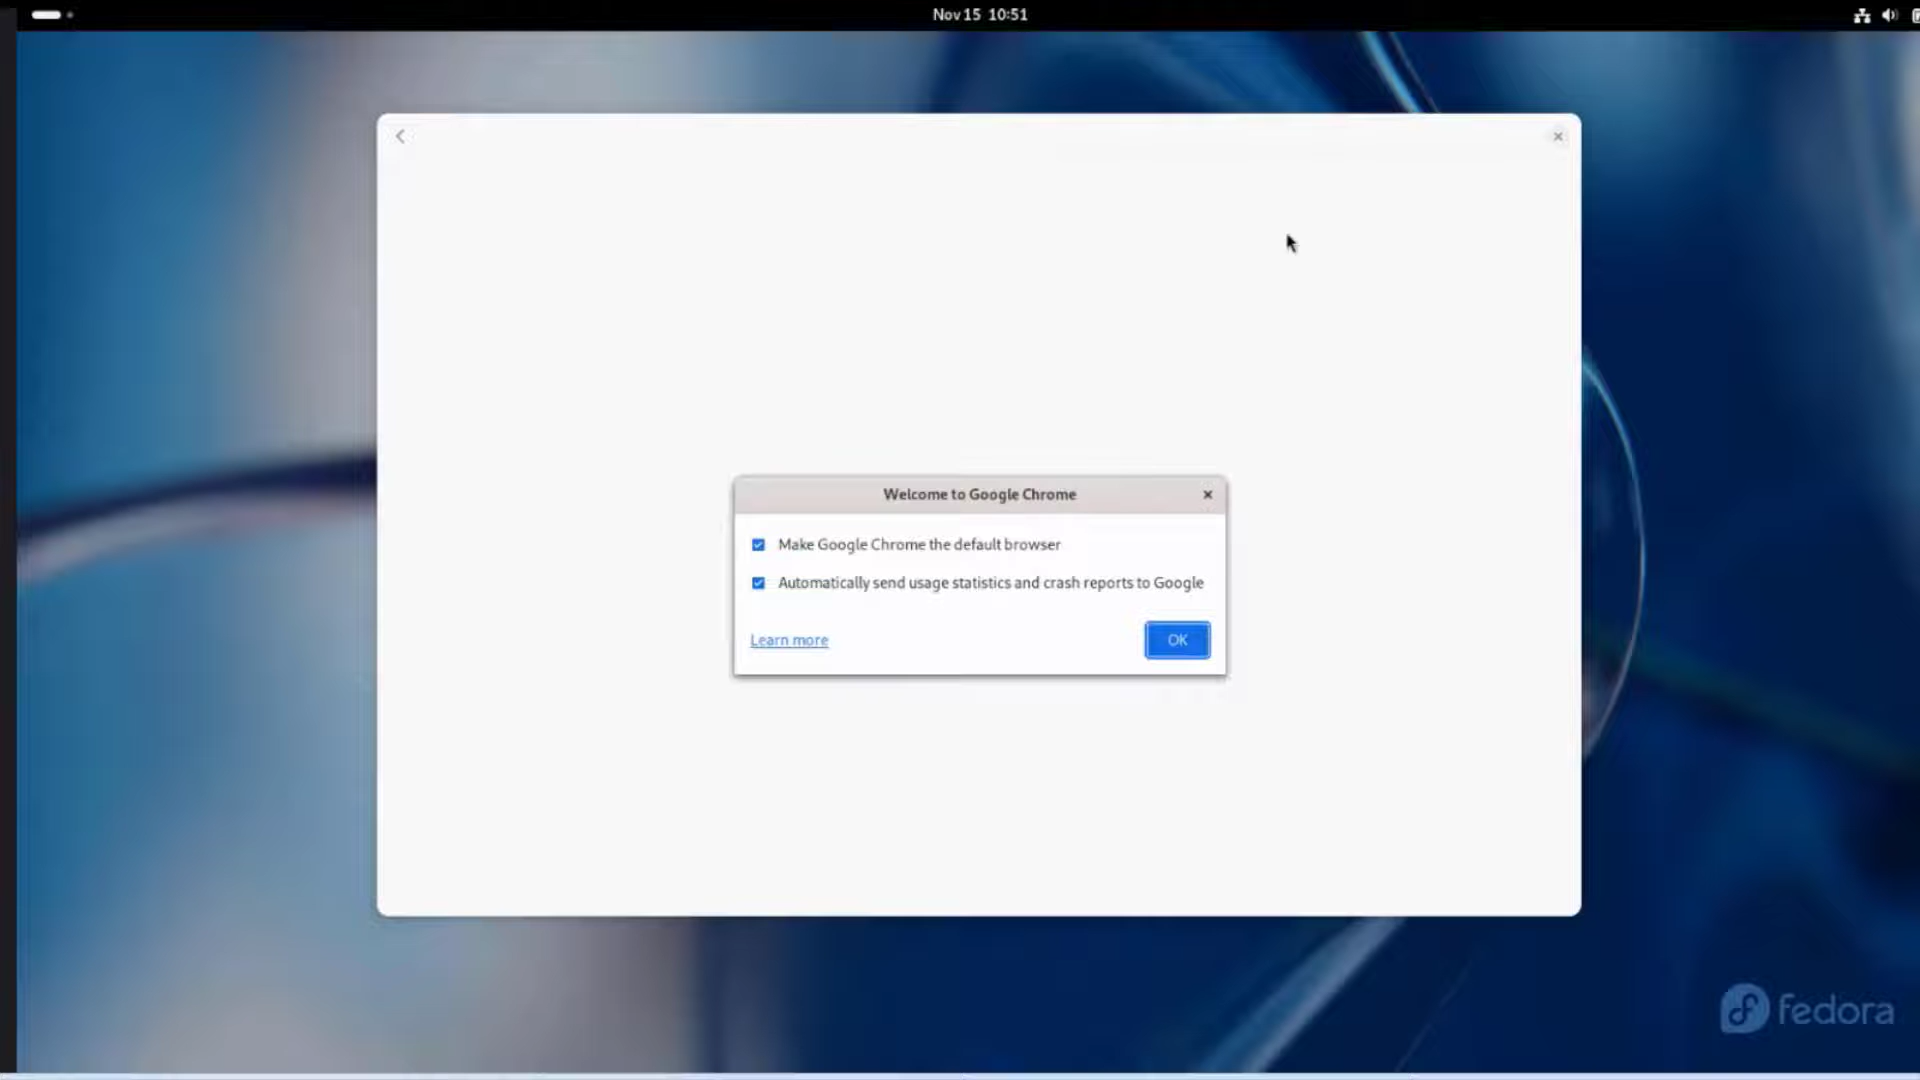 Nov 15 10:51
Welcome to Google Chrome
Make Google Chrome the default browser
Automatically send usage statistics and crash reports to Google
Learn more
OK
fedora